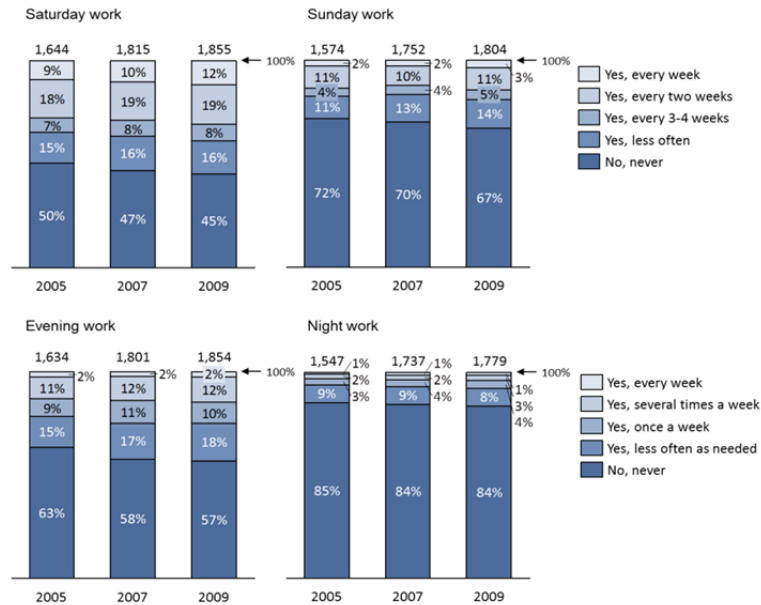 Saturday work
Sunday work
1,644 1,815 1,855 100%
9% 10% 12%
18% 19% 19%
7% 8% 8%
15% 16% 16%
50% 47% 45%
2005 2007 2009
1,574 1,752 1,804
2% 2% 3%
11% 10% 11%
4% 4% 5%
11% 13% 14%
72% 70% 67%
2005 2007 2009
Yes, every week
Yes, every two weeks
Yes, every 3-4 weeks
Yes, less often
No, never
Evening work
Night work
1,634 1,801 1,854 100%
2% 2% 2%
11% 12% 12%
9% 11% 10%
15% 17% 18%
63% 58% 57%
2005 2007 2009
1,547 1,737 1,779 100%
1% 1% 1%
2% 2% 3%
3% 4% 4%
9% 9% 8%
85% 84% 84%
2005 2007 2009
Yes, every week
Yes, several times a week
Yes, once a week
Yes, less often as needed
No, never